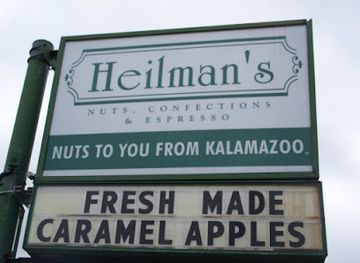 Heilman's
NUTS, CONFECTIONS
& ESPRESSO
NUTS TO YOU FROM KALAMAZOO
FRESH MADE
CARAMEL APPLES